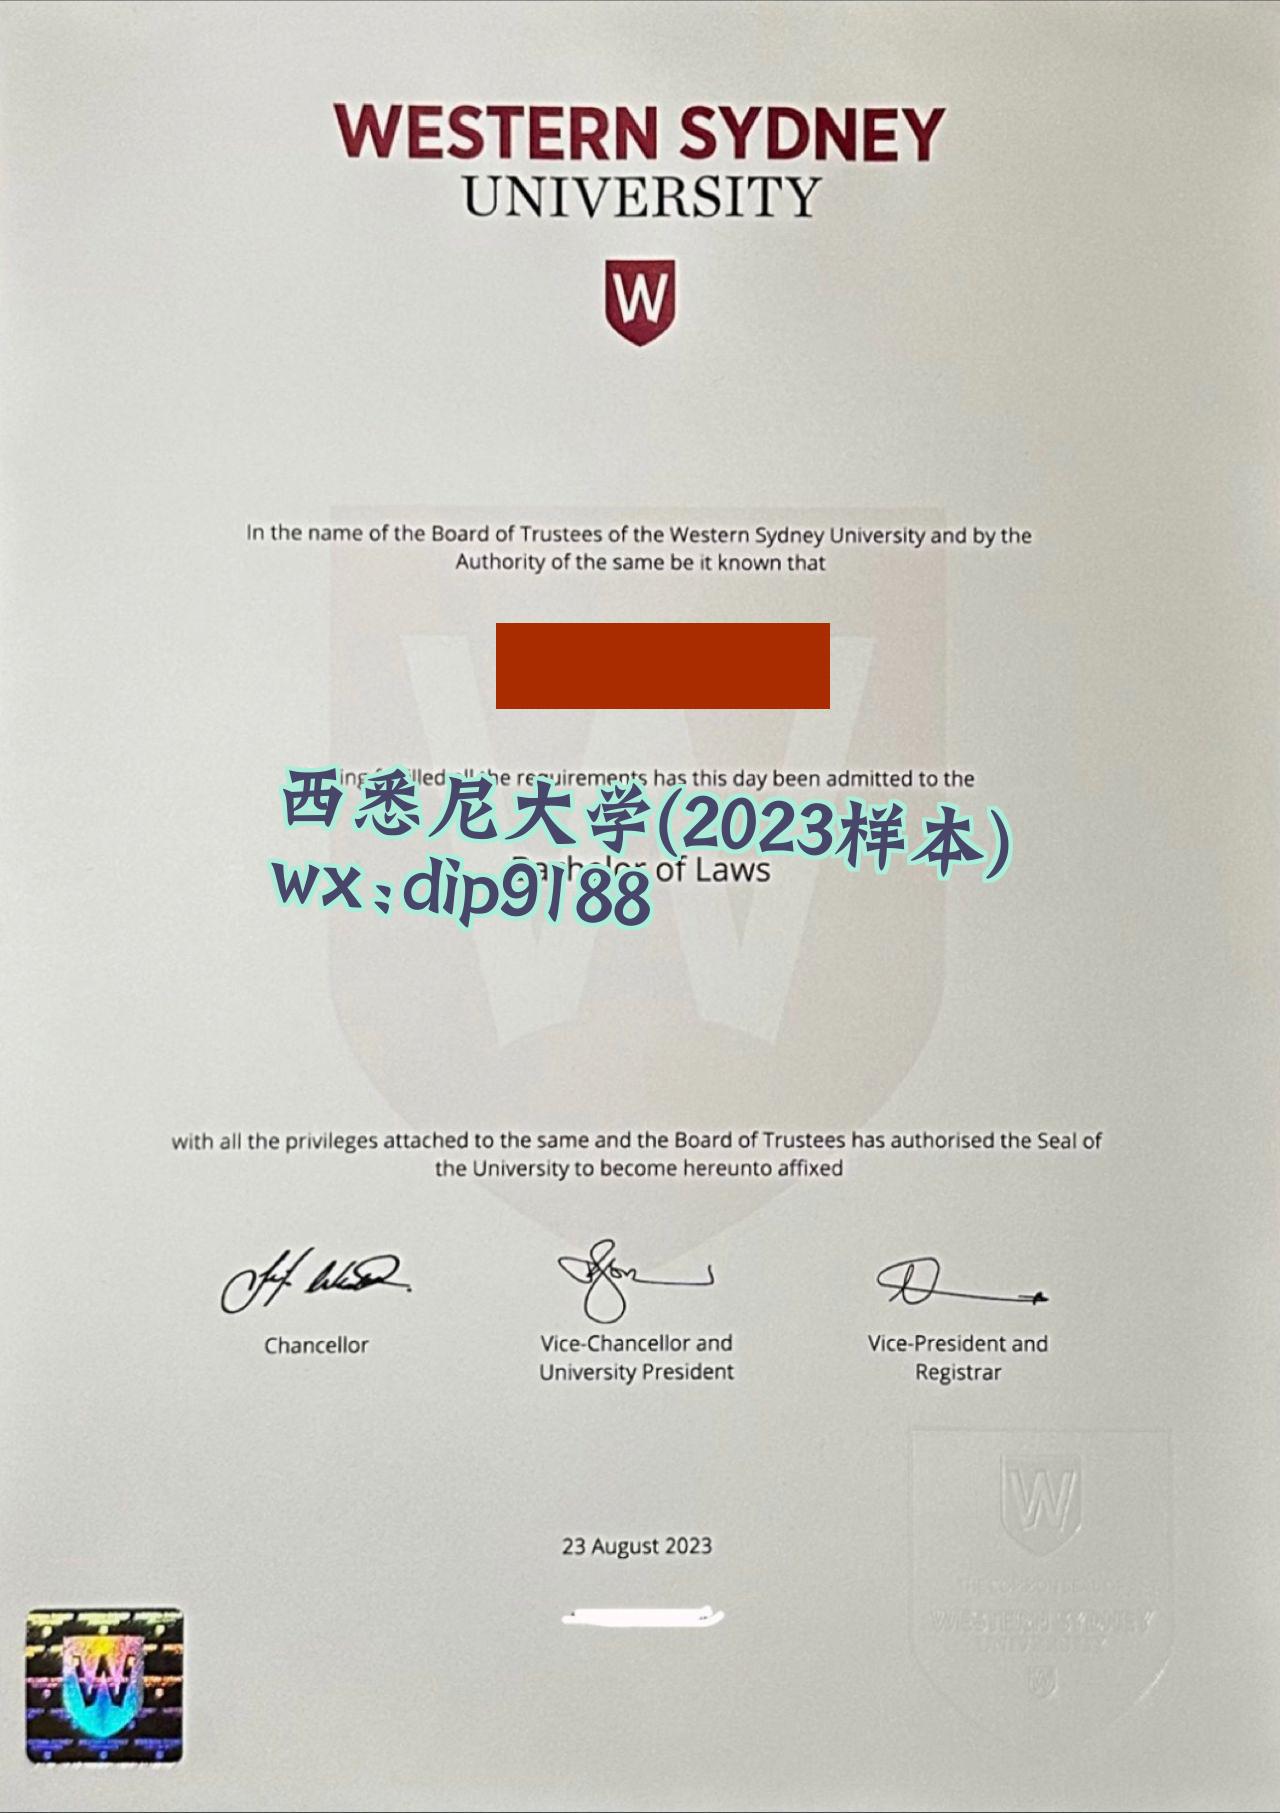 WESTERN SYDNEY
UNIVERSITY
W
In the name of the Board of Trustees of the Western Sydney University and by the
Authority of the same be it known that
requirements has this day been admitted to the
西悉尼大学(2023样本)
of Laws
wx:dip9188
with all the privileges attached to the same and the Board of Trustees has authorised the Seal of
the University to become hereunto affixed
Chancellor
Vice-Chancellor and
University President
Vice-President and
Registrar
W
23 August 2023
WESTERN SYDNEY
UNIVERSITY
W